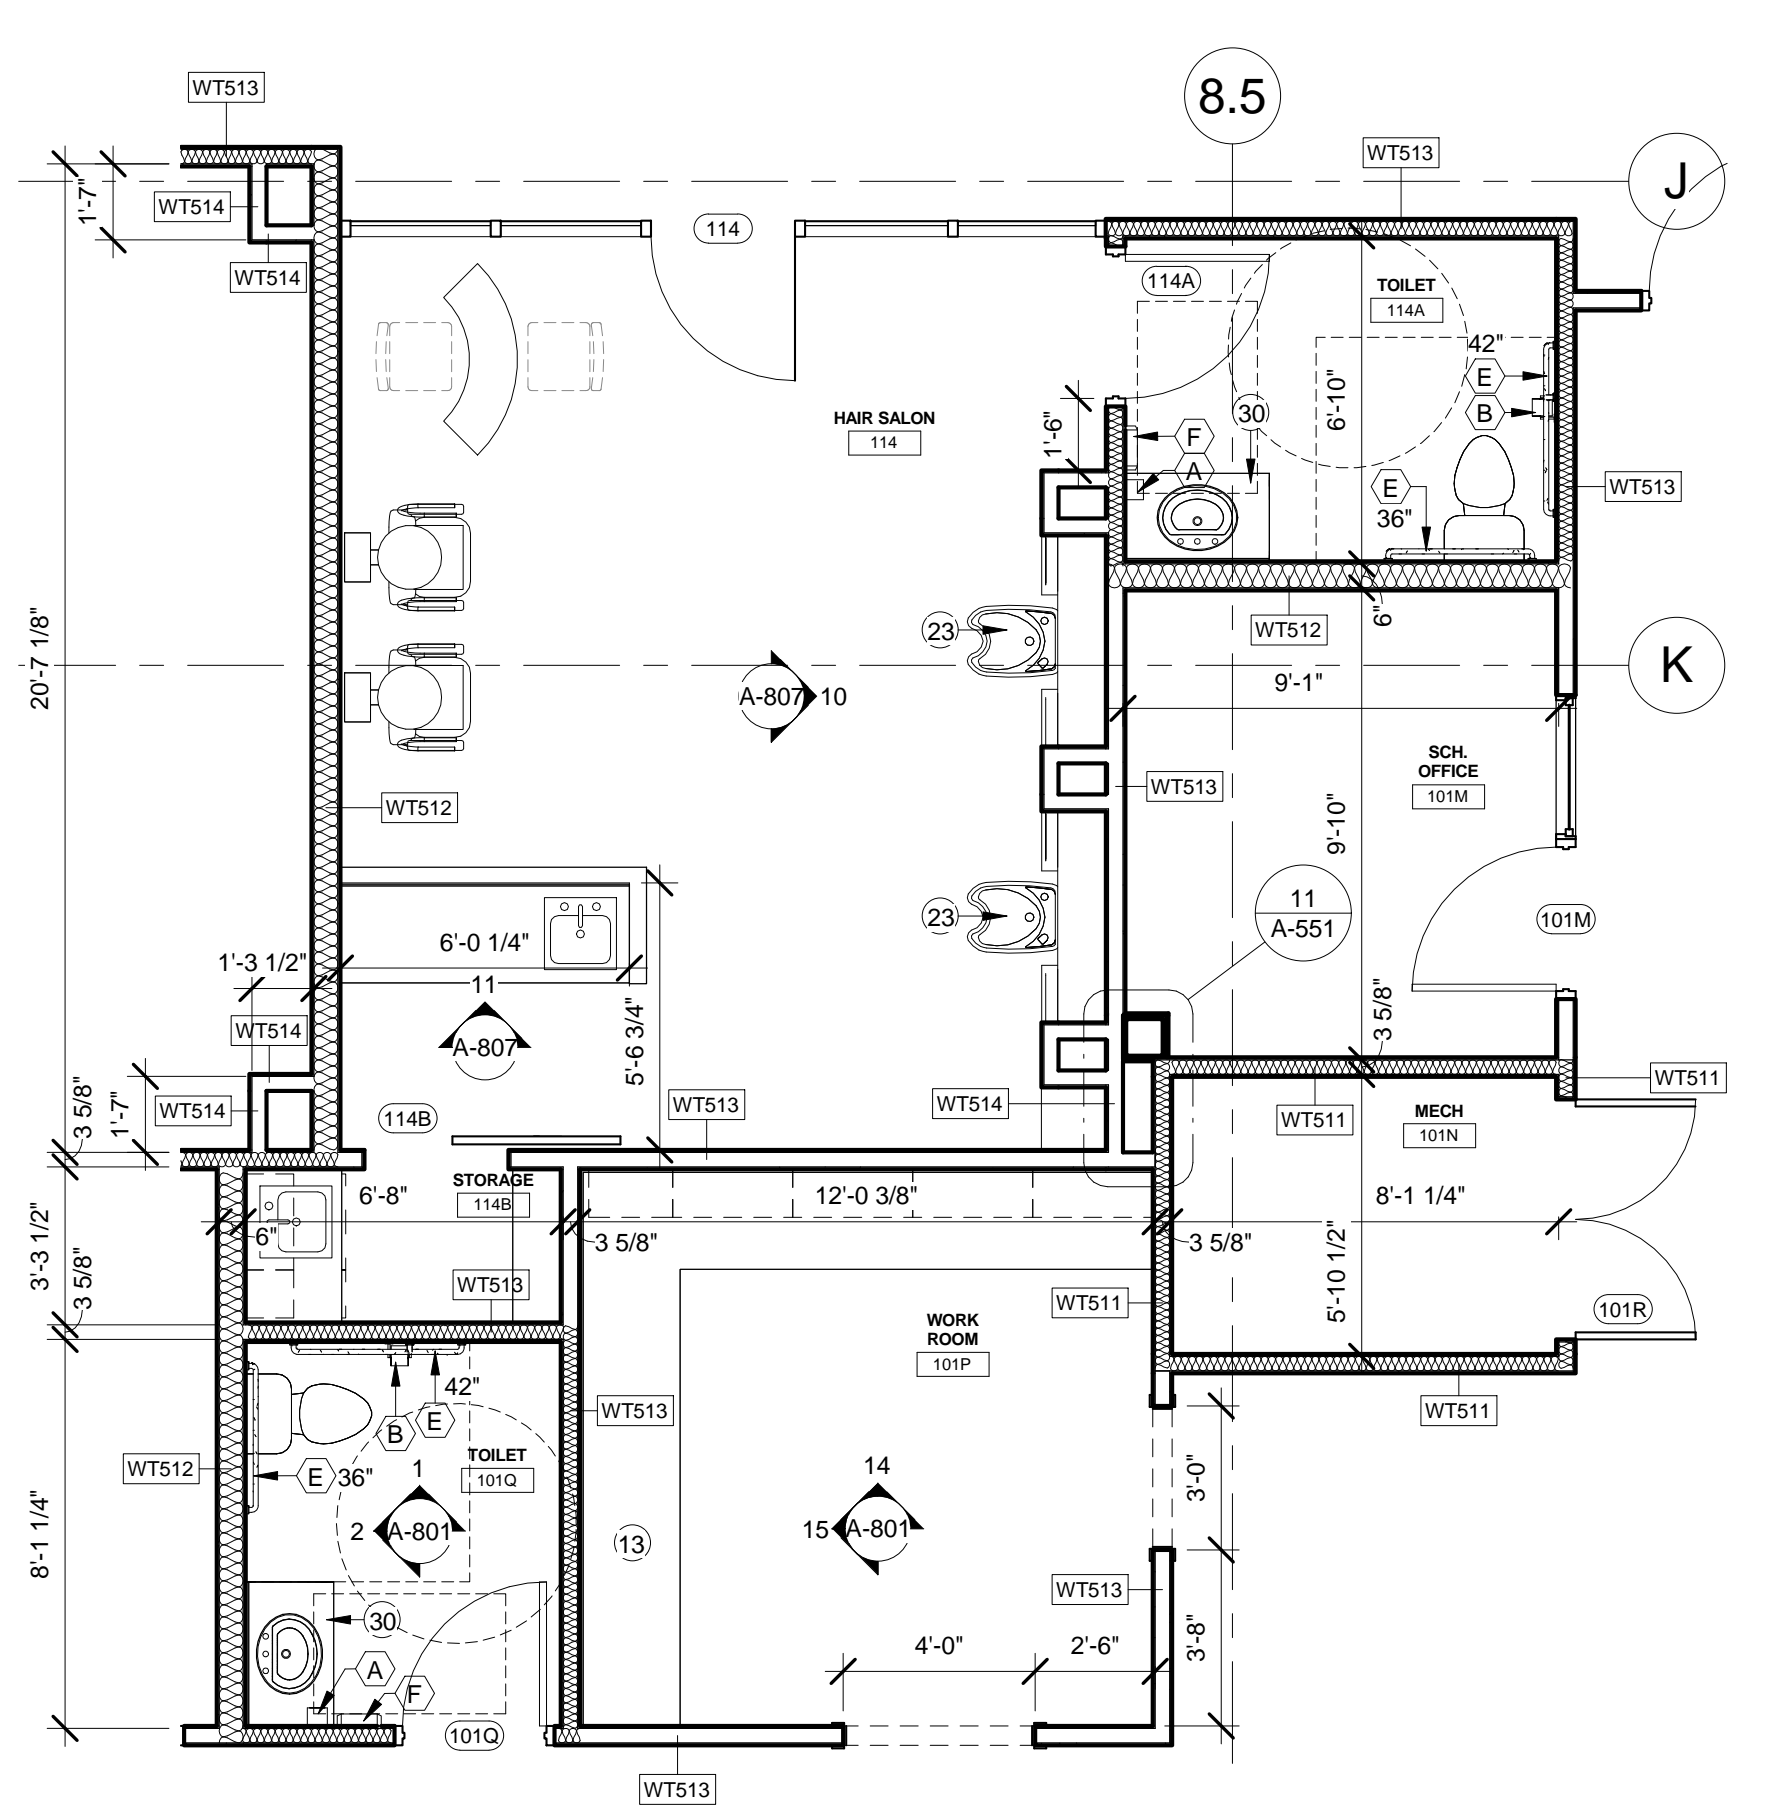 8.5
WT513
WT513
J
1'-7"
WT514
114
WT514
114A
TOILET
114A
42"
E
B
6'-10"
30
HAIR SALON
114
1'-6"
F
A
E
36"
WT513
20'-7 1/8"
23
WT512
6"
K
9'-1"
A-807
10
SCH.
OFFICE
101M
WT513
WT512
9'-10"
11
A-551
101M
23
6'-0 1/4"
1'-3 1/2"
11
A-807
WT514
5'-6 3/4"
3 5/8"
3 5/8"
1'-7"
WT514
114B
WT513
WT514
WT511
WT511
MECH
101N
STORAGE
114B
6'-8"
6"
12'-0 3/8"
3 5/8"
3 5/8"
8'-1 1/4"
3'-3 1/2"
3 5/8"
WT513
WT511
5'-10 1/2"
101R
WORK
ROOM
101P
42"
B
E
WT513
WT511
TOILET
101Q
WT512
E
36"
1
2
A-801
14
15
A-801
13
3'-0"
8'-1 1/4"
WT513
30
A
F
4'-0"
2'-6"
3'-8"
101Q
WT513